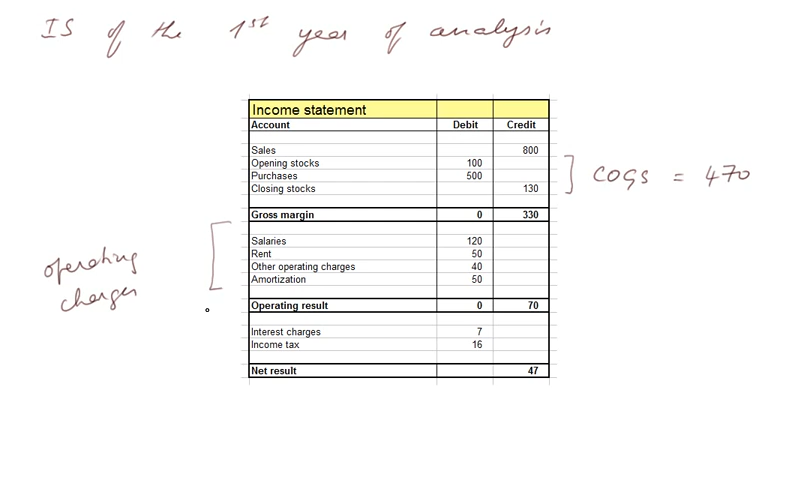 IS of the 1st year of analysis
Income statement
Account Debit Credit
Sales 800
Opening stocks 100
Purchases 500
Closing stocks 130
COGS = 470
Gross margin 0 330
operating
charges
Salaries 120
Rent 50
Other operating charges 40
Amortization 50
Operating result 0 70
Interest charges 7
Income tax 16
Net result 47